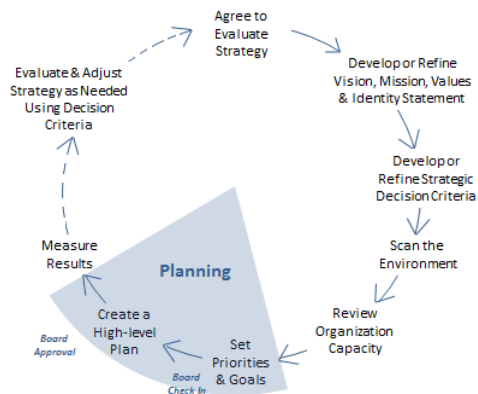 Agree to
Evaluate
Strategy
Develop or Refine
Vision, Mission, Values
& Identity Statement
Develop or
Refine Strategic
Decision Criteria
Scan the
Environment
Review
Organization
Capacity
Set
Priorities
& Goals
Board
Check In
Create a
High-level
Plan
Board
Approval
Planning
Measure
Results
Evaluate & Adjust
Strategy as Needed
Using Decision
Criteria